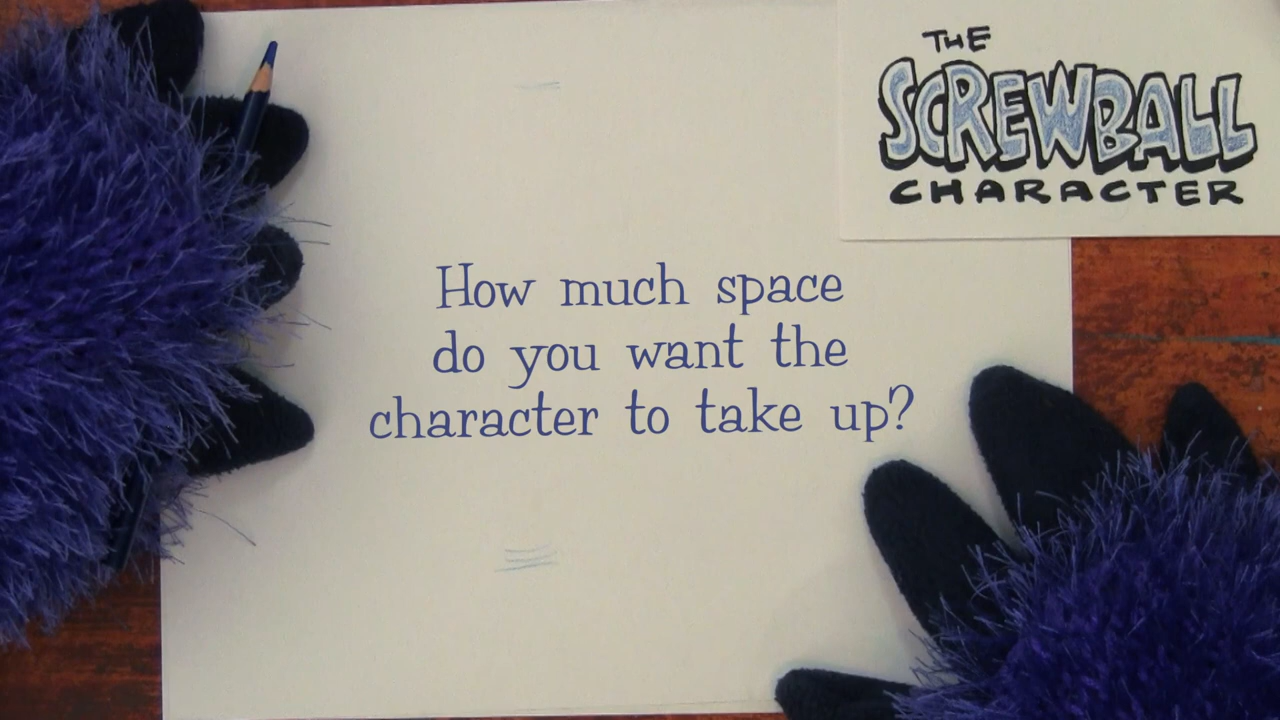 THE
SCREWBALL
CHARACTER
How much space
do you want the
character to take up?